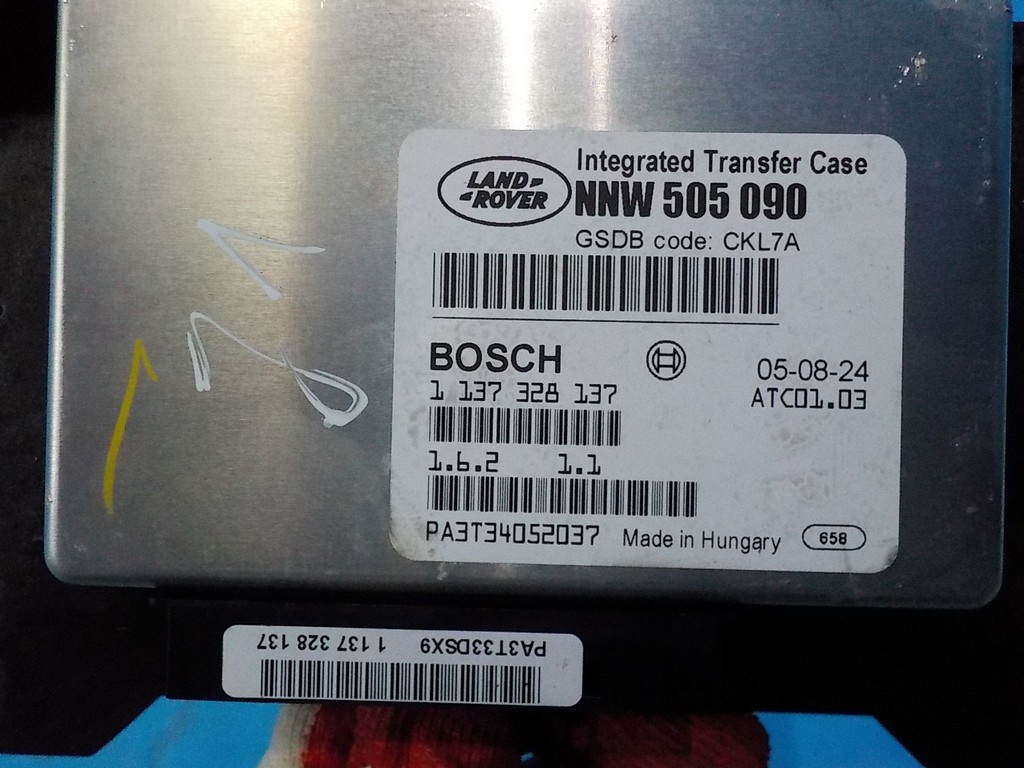 LAND
ROVER
Integrated Transfer Case
NNW 505 090
GSDB code: CKL7A
BOSCH
05-08-24
1 137 328 137
ATC01.03
1.6.2 1.1
PA3T34052037 Made in Hungary 658
PA3T33DSX9 1 137 328 137